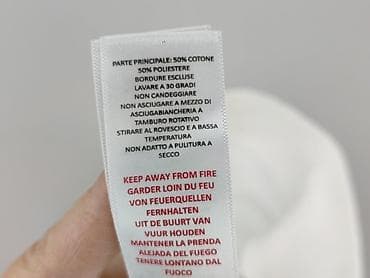 PARTE PRINCIPALE: 50% COTONE
50% POLIESTERE
BORDURE ESCLUSE
LAVARE A 30 GRADI
NON CANDEGGIARE
NON ASCIUGARE A MEZZO DI
ASCIUGABIANCHERIA A
TAMBURO ROTATIVO
STIRARE AL ROVESCIO E A BASSA
TEMPERATURA
NON ADATTO A PULITURA A
SECCO
KEEP AWAY FROM FIRE
GARDER LOIN DU FEU
VON FEUERQUELLEN
FERNHALTEN
UIT DE BUURT VAN
VUUR HOUDEN
MANTENER LA PRENDA
ALEJADA DEL FUEGO
TENERE LONTANO DAL
FUOCO